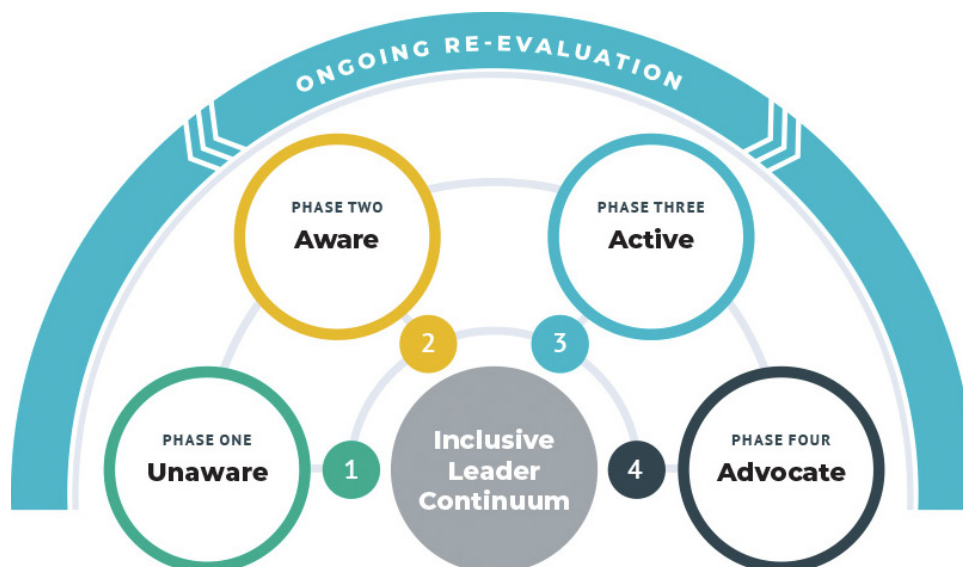 ONGOING RE-EVALUATION
PHASE TWO
Aware
PHASE THREE
Active
2
3
PHASE ONE
Unaware
1
Inclusive
Leader
Continuum
4
PHASE FOUR
Advocate